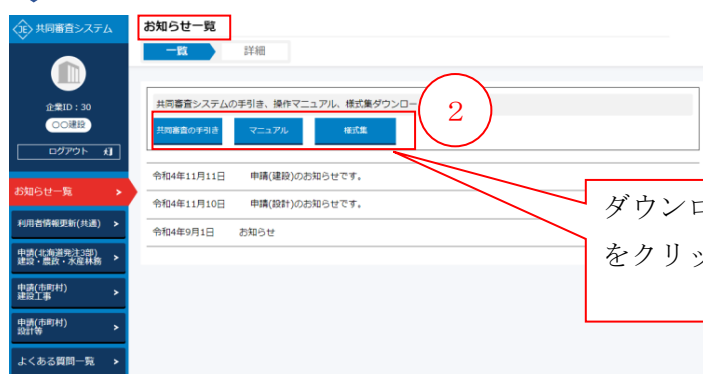 JE 共同審査システム
企業ID：30
〇〇建設
ログアウト
お知らせ一覧 >
利用者情報更新(共通) >
申請(北海道発注3部)
建設・農政・水産林務 >
申請(市町村)
建設工事 >
申請(市町村)
設計等 >
よくある質問一覧 >
お知らせ一覧
一覧 詳細
共同審査システムの手引き、操作マニュアル、様式集ダウンロー
共同審査の手引き マニュアル 様式集
2
令和4年11月11日 申請(建設)のお知らせです。
令和4年11月10日 申請(設計)のお知らせです。
令和4年9月1日 お知らせ
ダウンロ
をクリッ